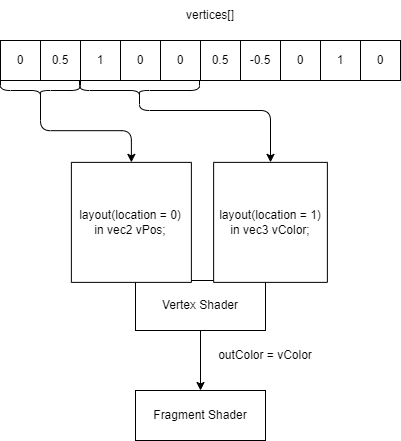 vertices[]
0 0.5 1 0 0 0.5 -0.5 0 1 0
layout(location = 0)
in vec2 vPos;
layout(location = 1)
in vec3 vColor;
Vertex Shader
outColor = vColor
Fragment Shader